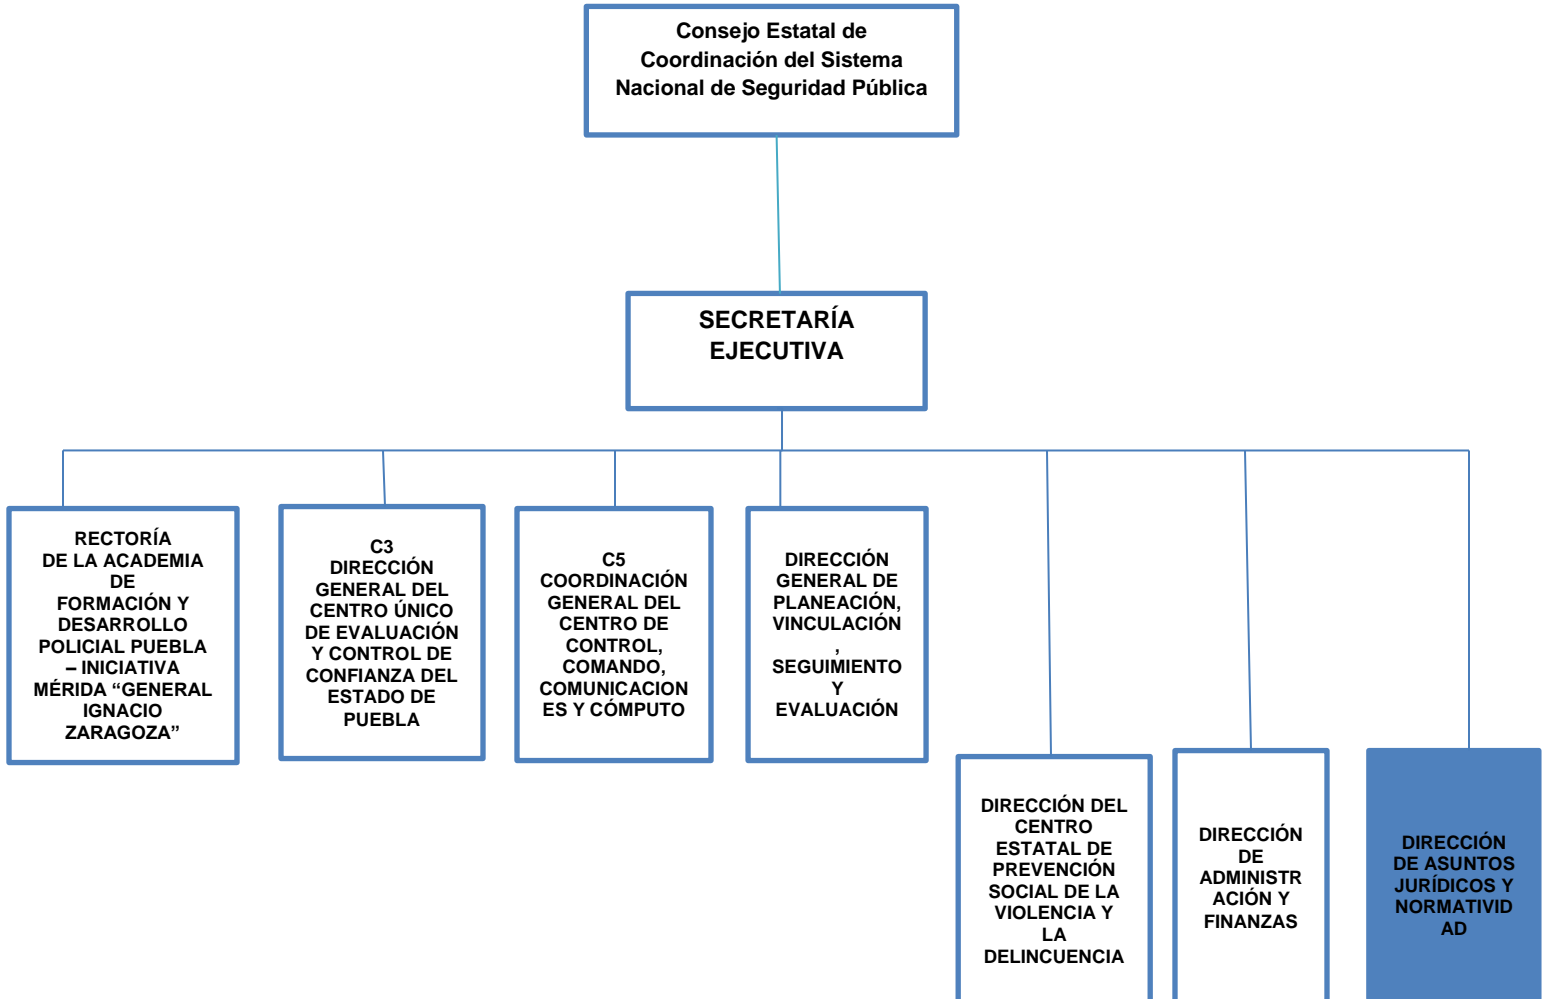 Consejo Estatal de
Coordinación del Sistema
Nacional de Seguridad Pública
SECRETARÍA
EJECUTIVA
RECTORÍA
DE LA ACADEMIA
DE
FORMACIÓN Y
DESARROLLO
POLICIAL PUEBLA
– INICIATIVA
MÉRIDA “GENERAL
IGNACIO
ZARAGOZA”
C3
DIRECCIÓN
GENERAL DEL
CENTRO ÚNICO
DE EVALUACIÓN
Y CONTROL DE
CONFIANZA DEL
ESTADO DE
PUEBLA
C5
COORDINACIÓN
GENERAL DEL
CENTRO DE
CONTROL,
COMANDO,
COMUNICACION
ES Y CÓMPUTO
DIRECCIÓN
GENERAL DE
PLANEACIÓN,
VINCULACIÓN
,
SEGUIMIENTO
Y
EVALUACIÓN
DIRECCIÓN DEL
CENTRO
ESTATAL DE
PREVENCIÓN
SOCIAL DE LA
VIOLENCIA Y
LA
DELINCUENCIA
DIRECCIÓN
DE
ADMINISTR
ACIÓN Y
FINANZAS
DIRECCIÓN
DE ASUNTOS
JURÍDICOS Y
NORMATIVID
AD